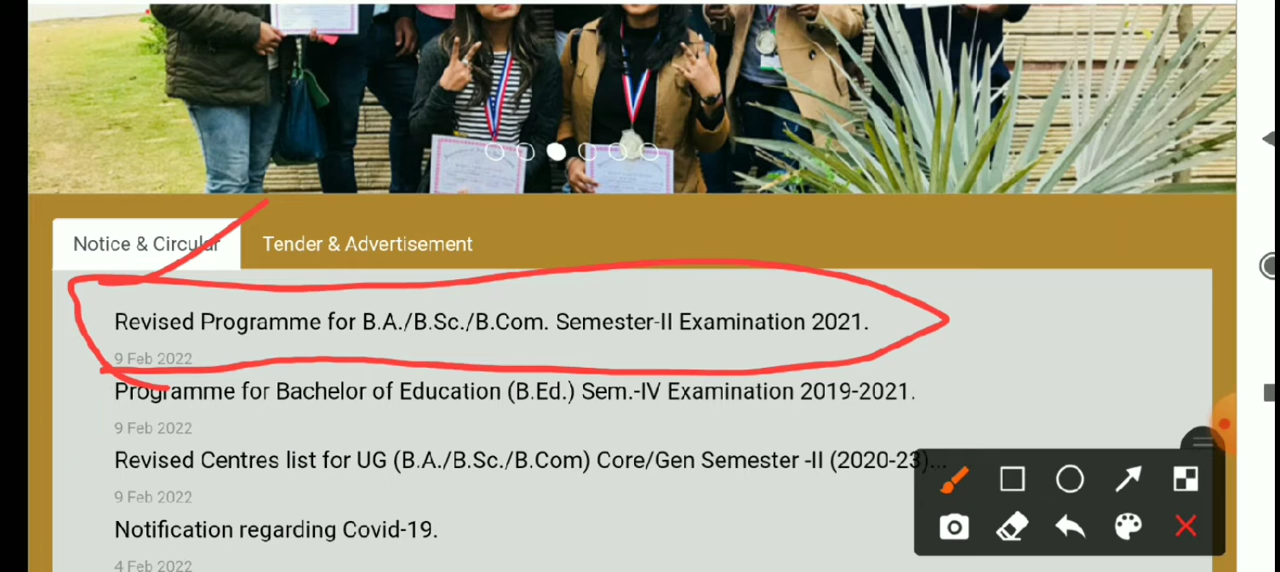 Notice & Circular
Tender & Advertisement
Revised Programme for B.A./B.Sc./B.Com. Semester-II Examination 2021.
9 Feb 2022
Programme for Bachelor of Education (B.Ed.) Sem.-IV Examination 2019-2021.
9 Feb 2022
Revised Centres list for UG (B.A./B.Sc./B.Com) Core/Gen Semester -II (2020-23)...
9 Feb 2022
Notification regarding Covid-19.
4 Feb 2022